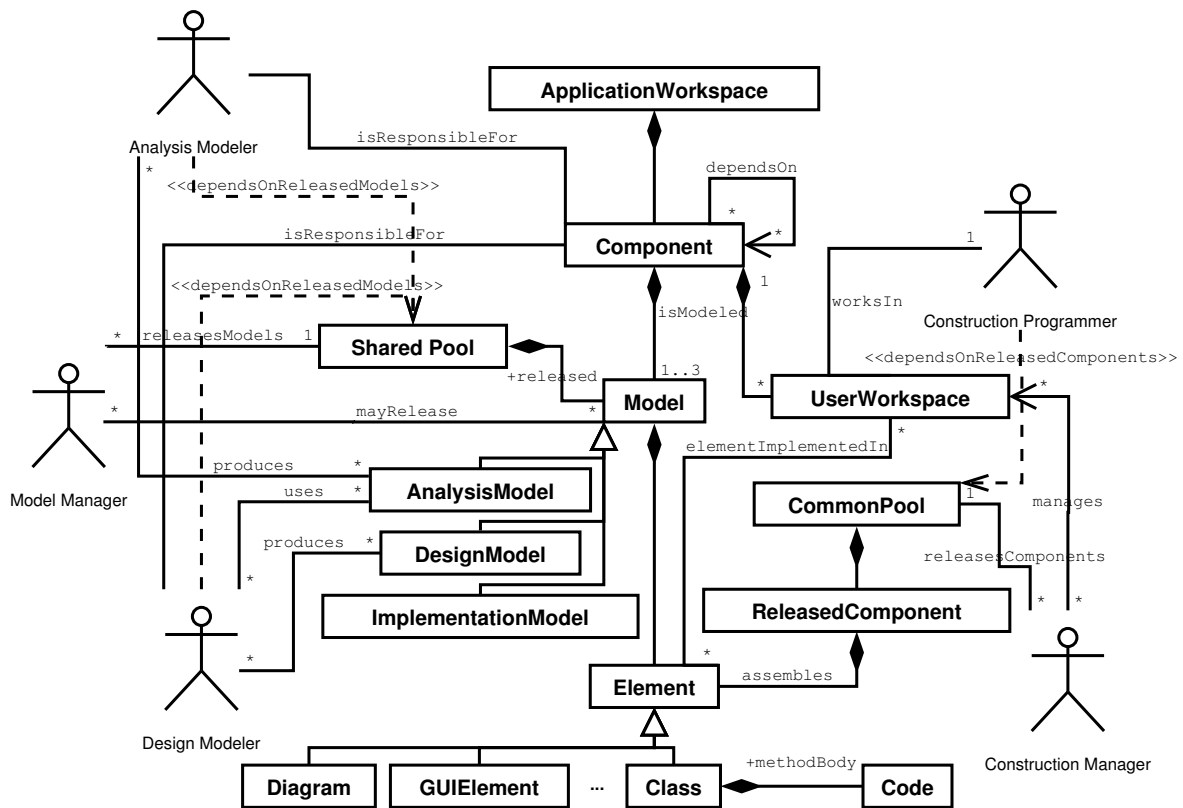 ApplicationWorkspace
isResponsibleFor
Analysis Modeler
*
dependsOn
<<dependsOnReleasedModels>>
*
isResponsibleFor
Component
*
1
<<dependsOnReleasedModels>>
1
isModeled
worksIn
Construction Programmer
* releasesModels 1
Shared Pool
<<dependsOnReleasedComponents>>
+released
1..3
*
UserWorkspace
*
* mayRelease *
Model
*
elementImplementedIn
Model Manager
produces *
AnalysisModel
uses *
CommonPool
1
manages
produces *
DesignModel
releasesComponents
*
ImplementationModel
ReleasedComponent
* *
*
*
assembles
Element
Design Modeler
+methodBody
Construction Manager
Diagram
GUIElement
...
Class
Code